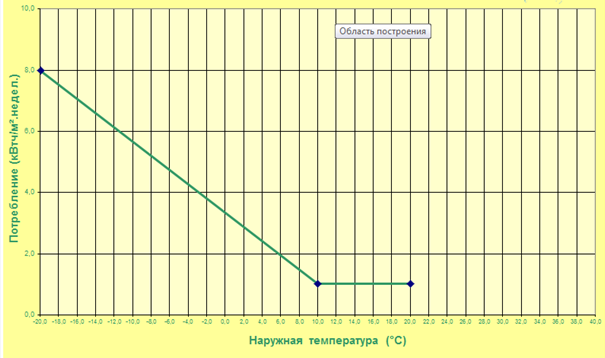 10,0
Область построения
8,0
6,0
4,0
2,0
0,0
Потребление (кВтч/м².недел.)
-20,0 -18,0 -16,0 -14,0 -12,0 -10,0 -8,0 -6,0 -4,0 -2,0 0,0 2,0 4,0 6,0 8,0 10,0 12,0 14,0 16,0 18,0 20,0 22,0 24,0 26,0 28,0 30,0 32,0 34,0 36,0 38,0 40,0
Наружная температура (°C)